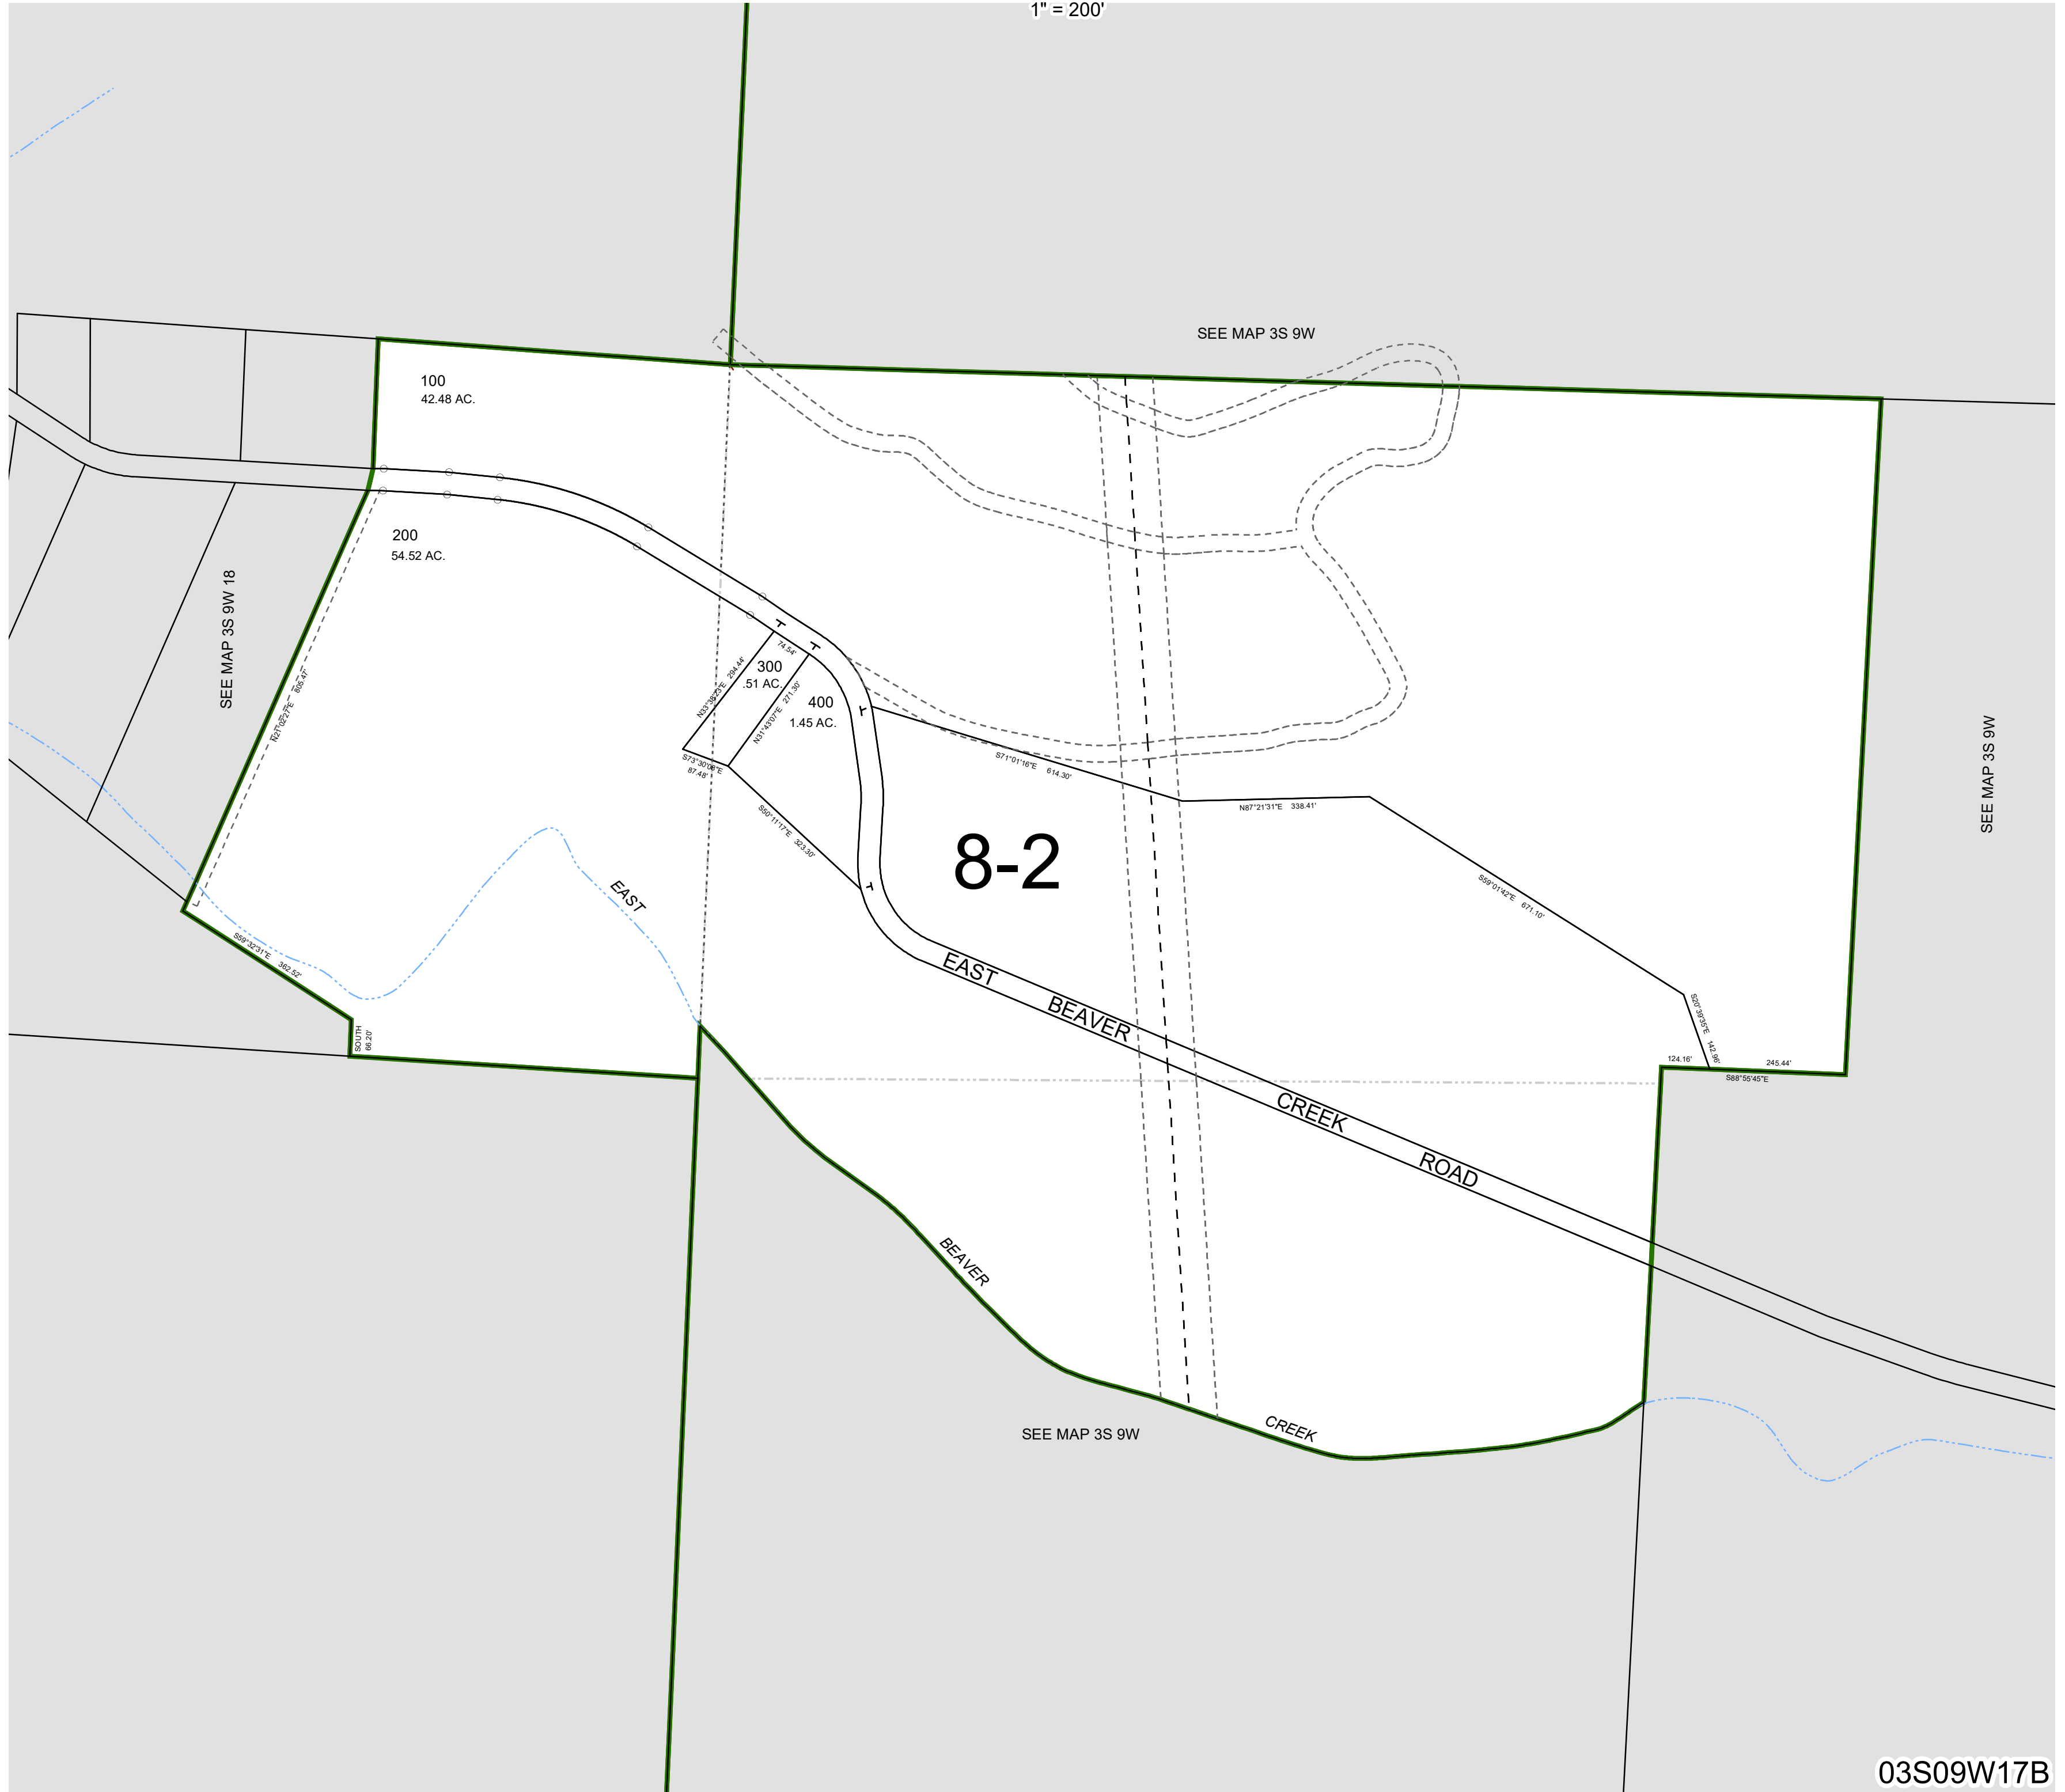 1" = 200'
SEE MAP 3S 9W
100
42.48 AC.
200
54.52 AC.
SEE MAP 3S 9W 18
N21°02'27"E 805.47'
74.54'
300
.51 AC.
N33°38'23"E 294.44'
N31°43'07"E 271.30'
400
1.45 AC.
S73°30'08"E
87.48'
S50°11'17"E 323.30'
S71°01'16"E 614.30'
N87°21'31"E 338.41'
SEE MAP 3S 9W
8-2
S59°01'42"E 671.10'
EAST
S59°32'31"E 362.52'
SOUTH
66.20'
EAST BEAVER CREEK ROAD
S20°39'35"E 142.96'
124.16'
245.44'
S88°55'45"E
BEAVER
CREEK
SEE MAP 3S 9W
03S09W17B